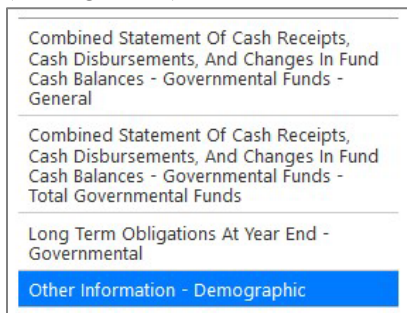 Combined Statement Of Cash Receipts,
Cash Disbursements, And Changes In Fund
Cash Balances - Governmental Funds -
General
Combined Statement Of Cash Receipts,
Cash Disbursements, And Changes In Fund
Cash Balances - Governmental Funds -
Total Governmental Funds
Long Term Obligations At Year End -
Governmental
Other Information - Demographic